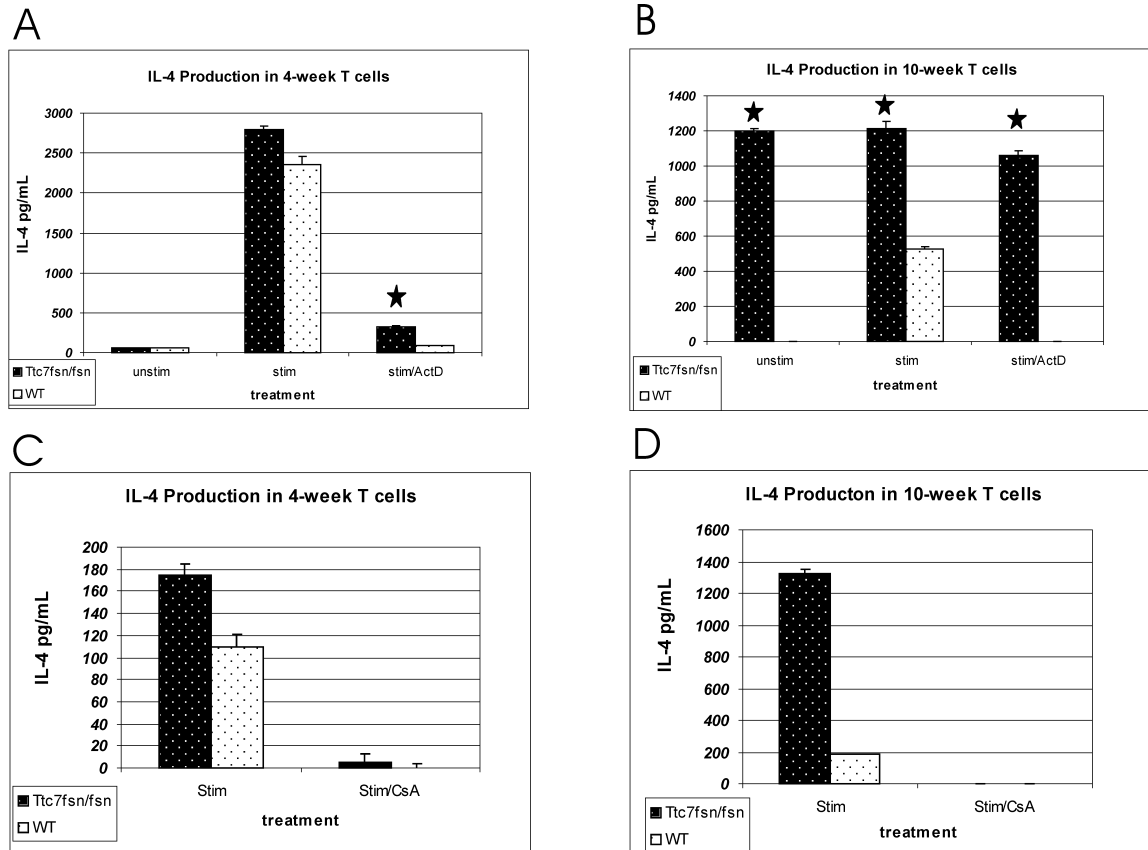 A
IL-4 Production in 4-week T cells
IL-4 pg/mL
3000
2500
2000
1500
1000
500
0
unstim
stim
stim/ActD
treatment
Ttc7fsn/fsn
WT
B
IL-4 Production in 10-week T cells
IL-4 pg/mL
1400
1200
1000
800
600
400
200
0
unstim
stim
stim/ActD
treatment
Ttc7fsn/fsn
WT
C
IL-4 Production in 4-week T cells
IL-4 pg/mL
200
180
160
140
120
100
80
60
40
20
0
Stim
Stim/CsA
treatment
Ttc7fsn/fsn
WT
D
IL-4 Producton in 10-week T cells
IL-4 pg/mL
1600
1400
1200
1000
800
600
400
200
0
Stim
Stim/CsA
treatment
Ttc7fsn/fsn
WT